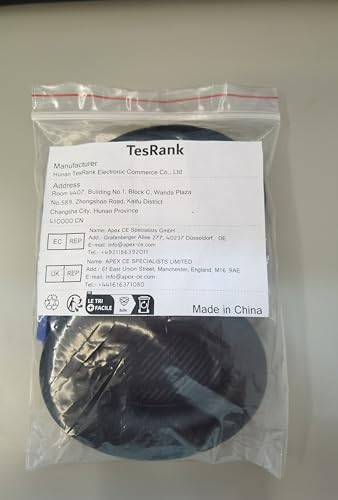 TesRank
Manufacturer
Hunan TesRank Electronic Commerce Co., Ltd
Address
Room 4407, Building No.1, Block C, Wanda Plaza
No.589, Zhongshan Road, Kaifu District
Changsha City, Hunan Province
410000 CN
EC REP
Name: Apex CE Specialists GmbH
Add.: Grafenberger Allee 277, 40237 Düsseldorf, DE
E-mail: info@apex-ce.com
Tel.: +4921166392011
UK REP
Name: APEX CE SPECIALISTS LIMITED
Add.: 61 East Union Street, Manchester, England, M16 9AE
E-mail: info@apex-ce.com
Tel.: +441616371080
LE TRI
FACILE
Made in China